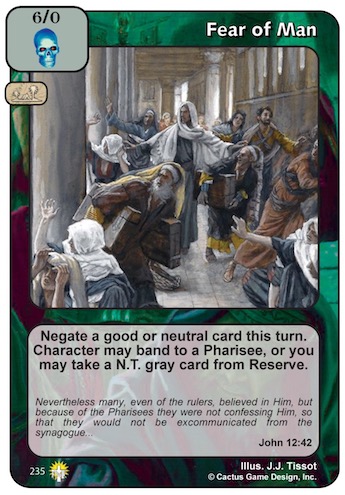 6/0
Fear of Man
Negate a good or neutral card this turn.
Character may band to a Pharisee, or you
may take a N.T. gray card from Reserve.
Nevertheless many, even of the rulers, believed in Him, but
because of the Pharisees they were not confessing Him, so
that they would not be excommunicated from the
synagogue...
John 12:42
235
Illus. J.J. Tissot
© Cactus Game Design, Inc.